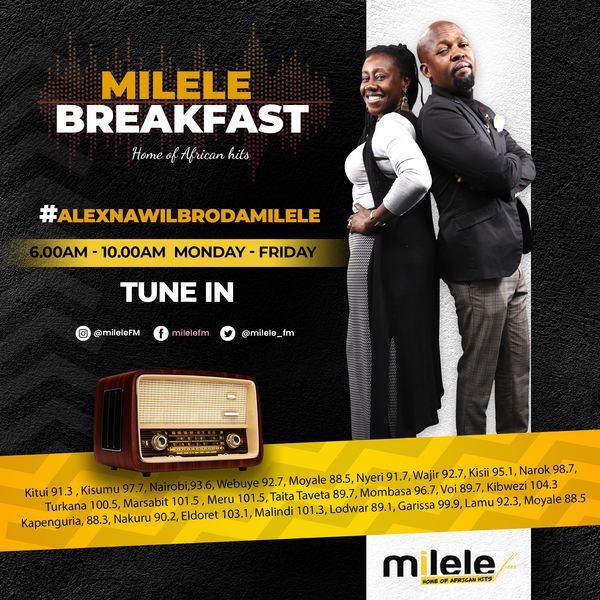 MILELE
BREAKFAST
Home of African hits
#ALEXNAWILBRODAMILELE
6.00AM - 10.00AM MONDAY - FRIDAY
TUNE IN
@mileleFM milelefm @milele_fm
Kitui 91.3 , Kisumu 97.7, Nairobi,93.6, Webuye 92.7, Moyale 88.5, Nyeri 91.7, Wajir 92.7, Kisii 95.1, Narok 98.7,
Turkana 100.5, Marsabit 101.5 , Meru 101.5, Taita Taveta 89.7, Mombasa 96.7, Voi 89.7, Kibwezi 104.3
Kapenguria, 88.3, Nakuru 90.2, Eldoret 103.1, Malindi 101.3, Lodwar 89.1, Garissa 99.9, Lamu 92.3, Moyale 88.5
milele
HOME OF AFRICAN HITS